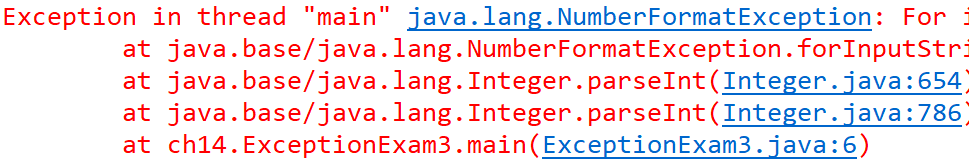 Exception in thread "main" java.lang.NumberFormatException: For
at java.base/java.lang.NumberFormatException.forInputStri
at java.base/java.lang.Integer.parseInt(Integer.java:654)
at java.base/java.lang.Integer.parseInt(Integer.java:786)
at ch14.ExceptionExam3.main(ExceptionExam3.java:6)